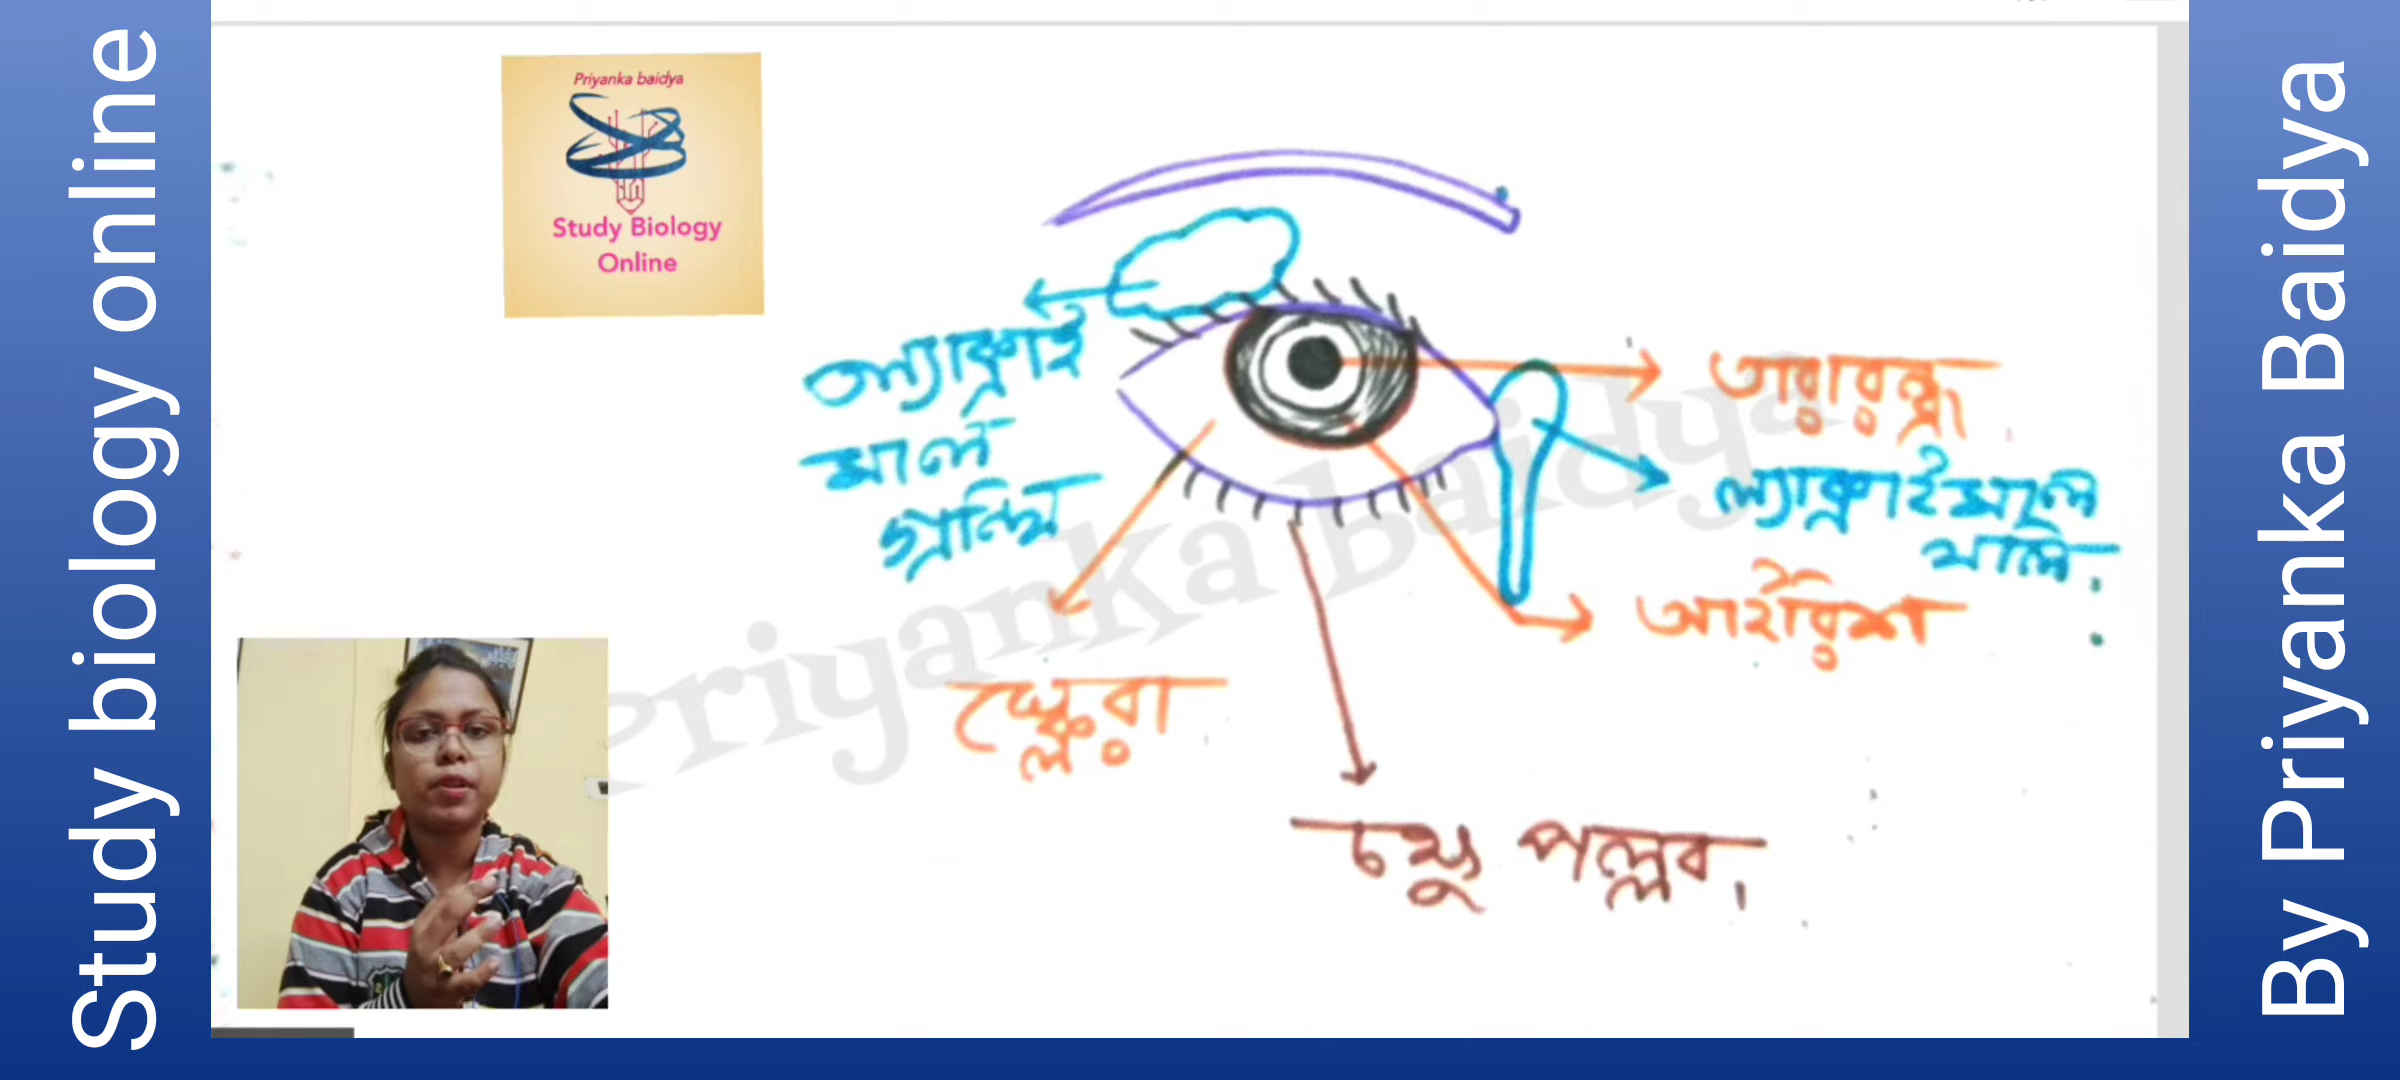 Study biology online
Priyanka baidya
Study Biology
Online
ল্যাক্রাই
মাল
গ্রন্থি
তারারন্ধ্র
ল্যাক্রাইমাল
থলি
আইরিশ
স্ক্লেরা
চক্ষু পল্লব।
Priyanka baidya
By Priyanka Baidya